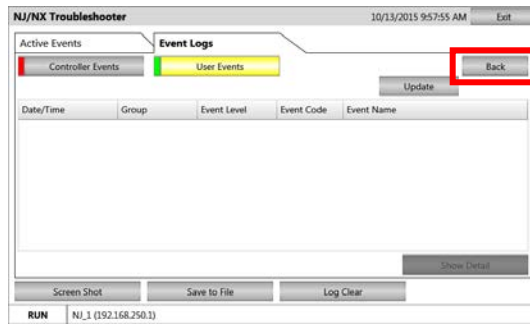 NJ/NX Troubleshooter 10/13/2015 9:57:55 AM Exit
Active Events Event Logs
Controller Events User Events Back
Update
Date/Time Group Event Level Event Code Event Name
Show Detail
Screen Shot Save to File Log Clear
RUN NJ_1 (192.168.250.1)